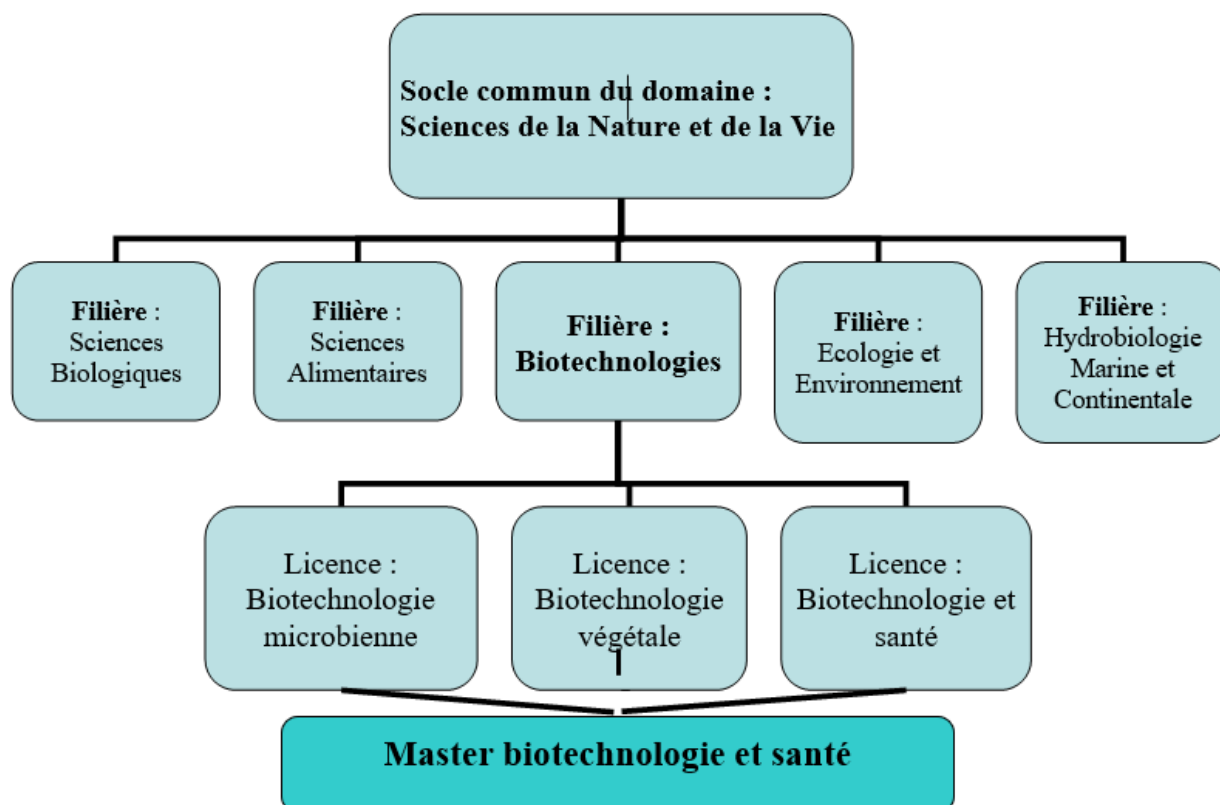 Socle commun du domaine :
Sciences de la Nature et de la Vie
Filière :
Sciences
Biologiques
Filière :
Sciences
Alimentaires
Filière :
Biotechnologies
Filière :
Ecologie et
Environnement
Filière :
Hydrobiologie
Marine et
Continentale
Licence :
Biotechnologie
microbienne
Licence :
Biotechnologie
végétale
Licence :
Biotechnologie et
santé
Master biotechnologie et santé